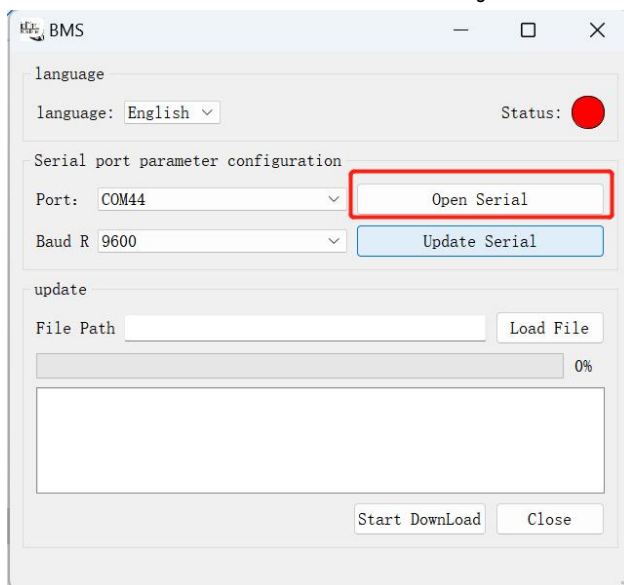 BMS
language
language: English Status:
Serial port parameter configuration
Port: COM44 Open Serial
Baud R 9600 Update Serial
update
File Path Load File
0%
Start DownLoad Close